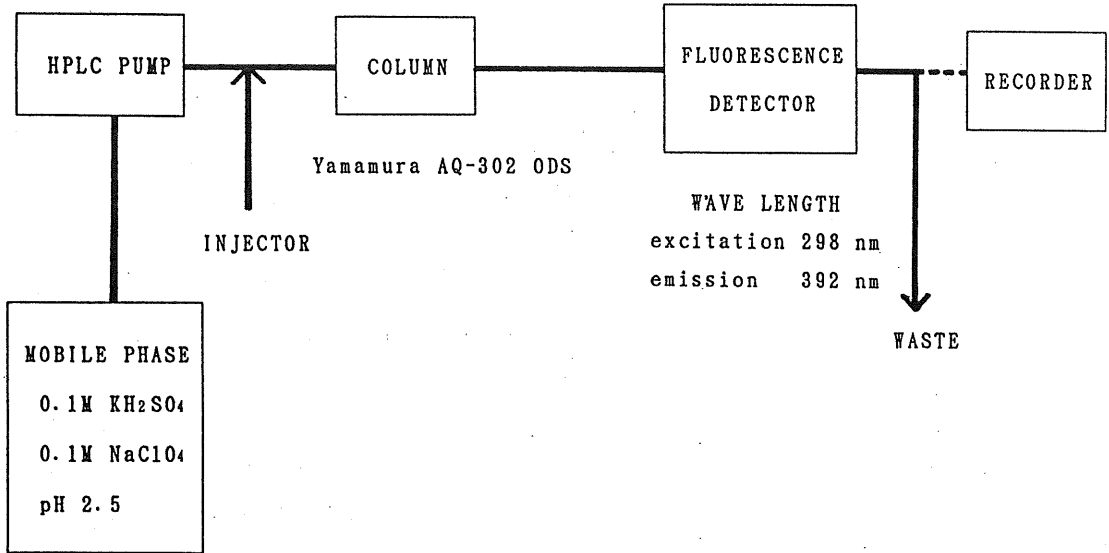 HPLC PUMP
COLUMN
FLUORESCENCE
DETECTOR
RECORDER
Yamamura AQ-302 ODS
INJECTOR
WAVE LENGTH
excitation 298 nm
emission 392 nm
WASTE
MOBILE PHASE
0.1M KH₂SO₄
0.1M NaClO₄
pH 2.5